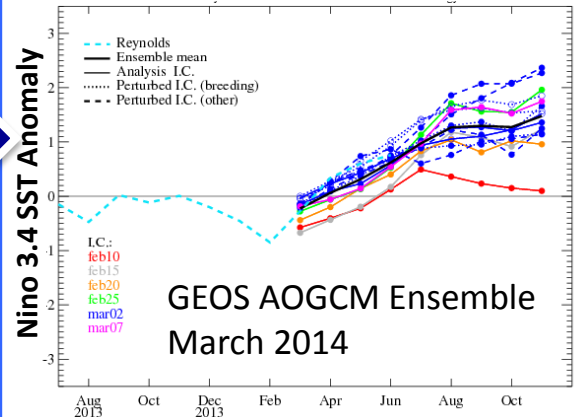 Reynolds
Ensemble mean
Analysis I.C.
Perturbed I.C. (breeding)
Perturbed I.C. (other)
Nino 3.4 SST Anomaly
3
2
1
0
-1
-2
-3
I.C.:
feb10
feb15
feb20
feb25
mar02
mar07
GEOS AOGCM Ensemble
March 2014
Aug Oct Dec Feb Apr Jun Aug Oct
2013 2013